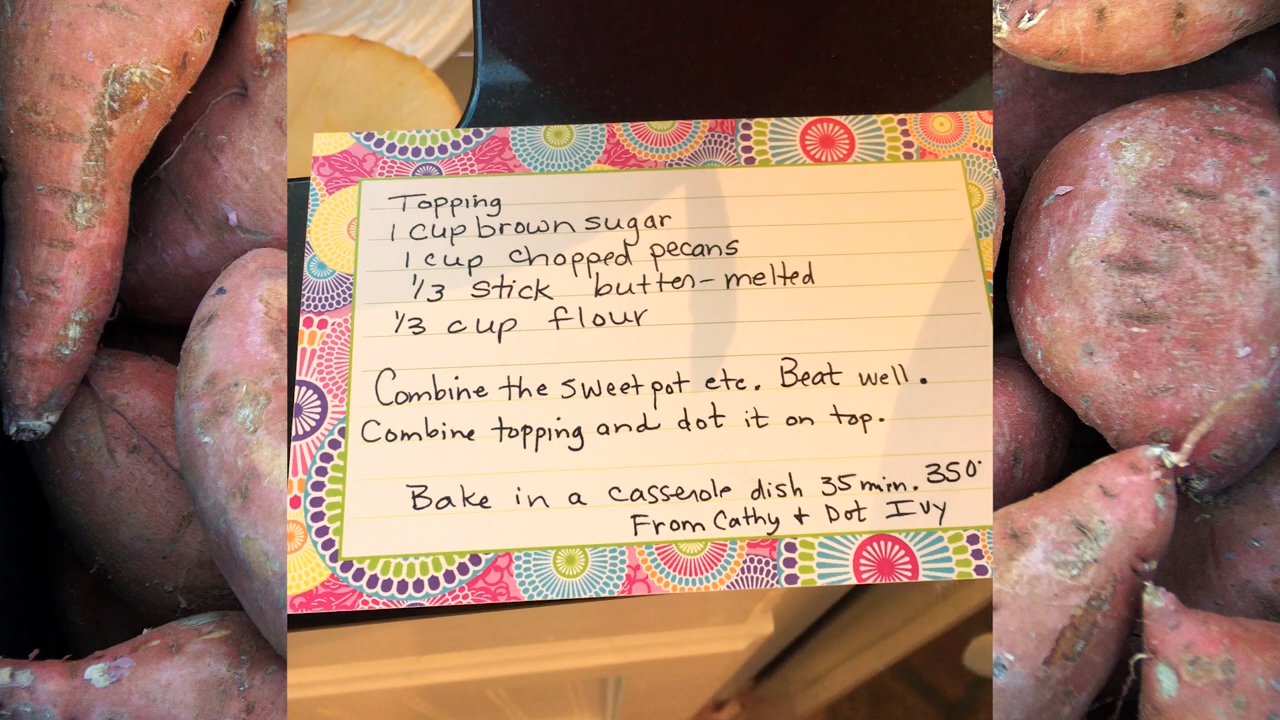 Topping
1 cup brown sugar
1 cup chopped pecans
1/3 stick butter-melted
1/3 cup flour
Combine the sweet pot etc. Beat well.
Combine topping and dot it on top.
Bake in a casserole dish 35 min. 350°
From Cathy + Dot Ivy